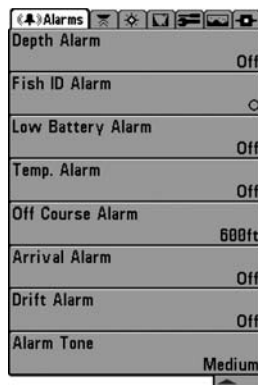 Alarms
Depth Alarm
Off
Fish ID Alarm
Low Battery Alarm
Off
Temp. Alarm
Off
Off Course Alarm
600ft
Arrival Alarm
Off
Drift Alarm
Off
Alarm Tone
Medium